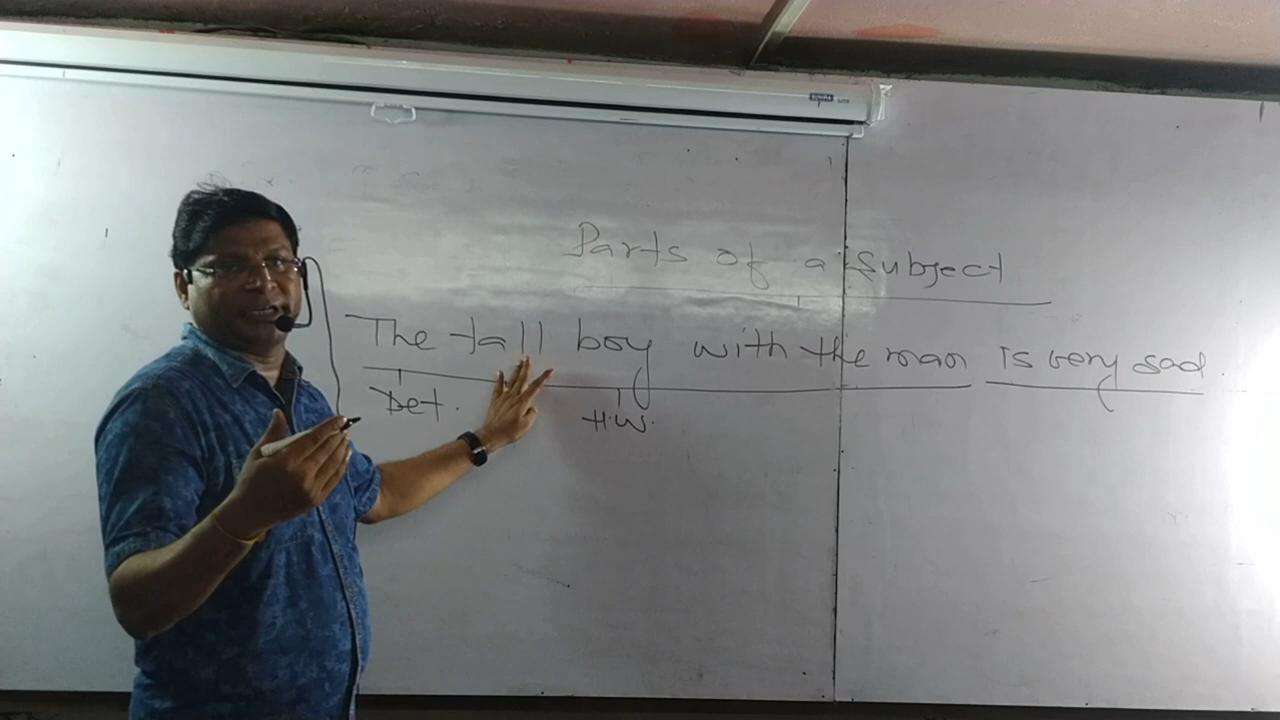 Parts of a Subject
The tall boy with the man is very sad
Det. H.W.